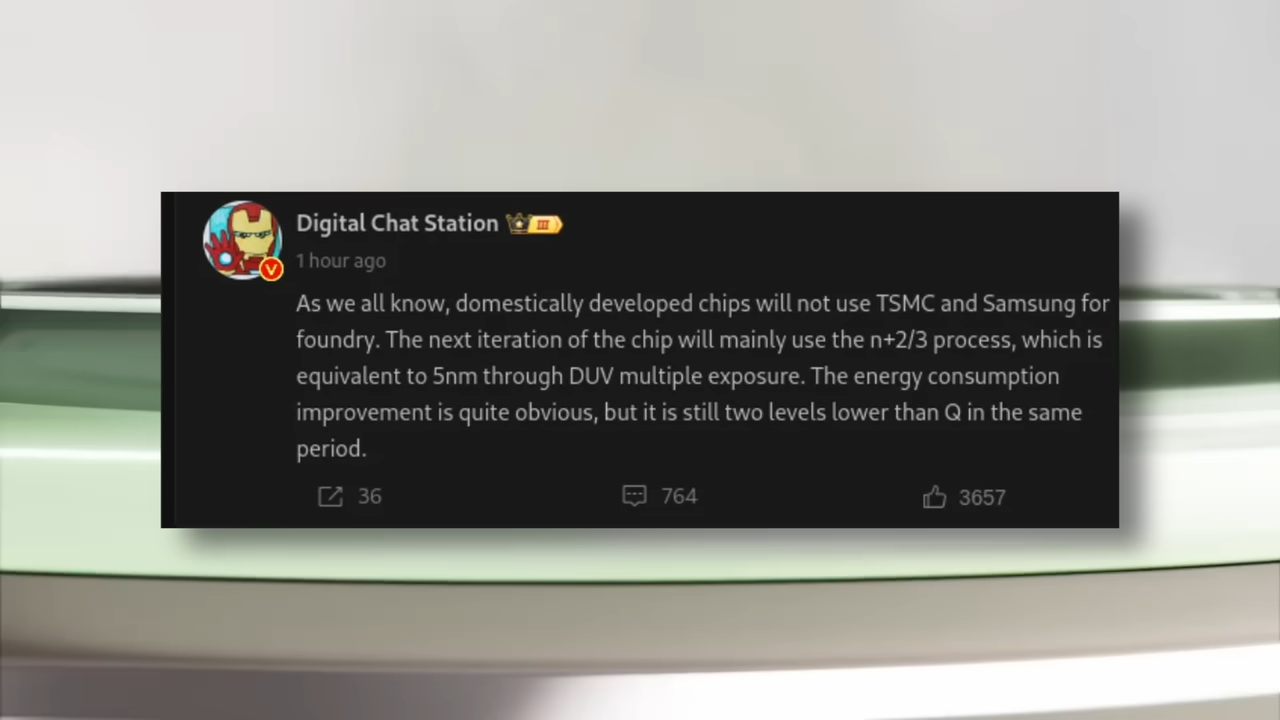 Digital Chat Station
III
V
1 hour ago
As we all know, domestically developed chips will not use TSMC and Samsung for
foundry. The next iteration of the chip will mainly use the n+2/3 process, which is
equivalent to 5nm through DUV multiple exposure. The energy consumption
improvement is quite obvious, but it is still two levels lower than Q in the same
period.
36
764
3657